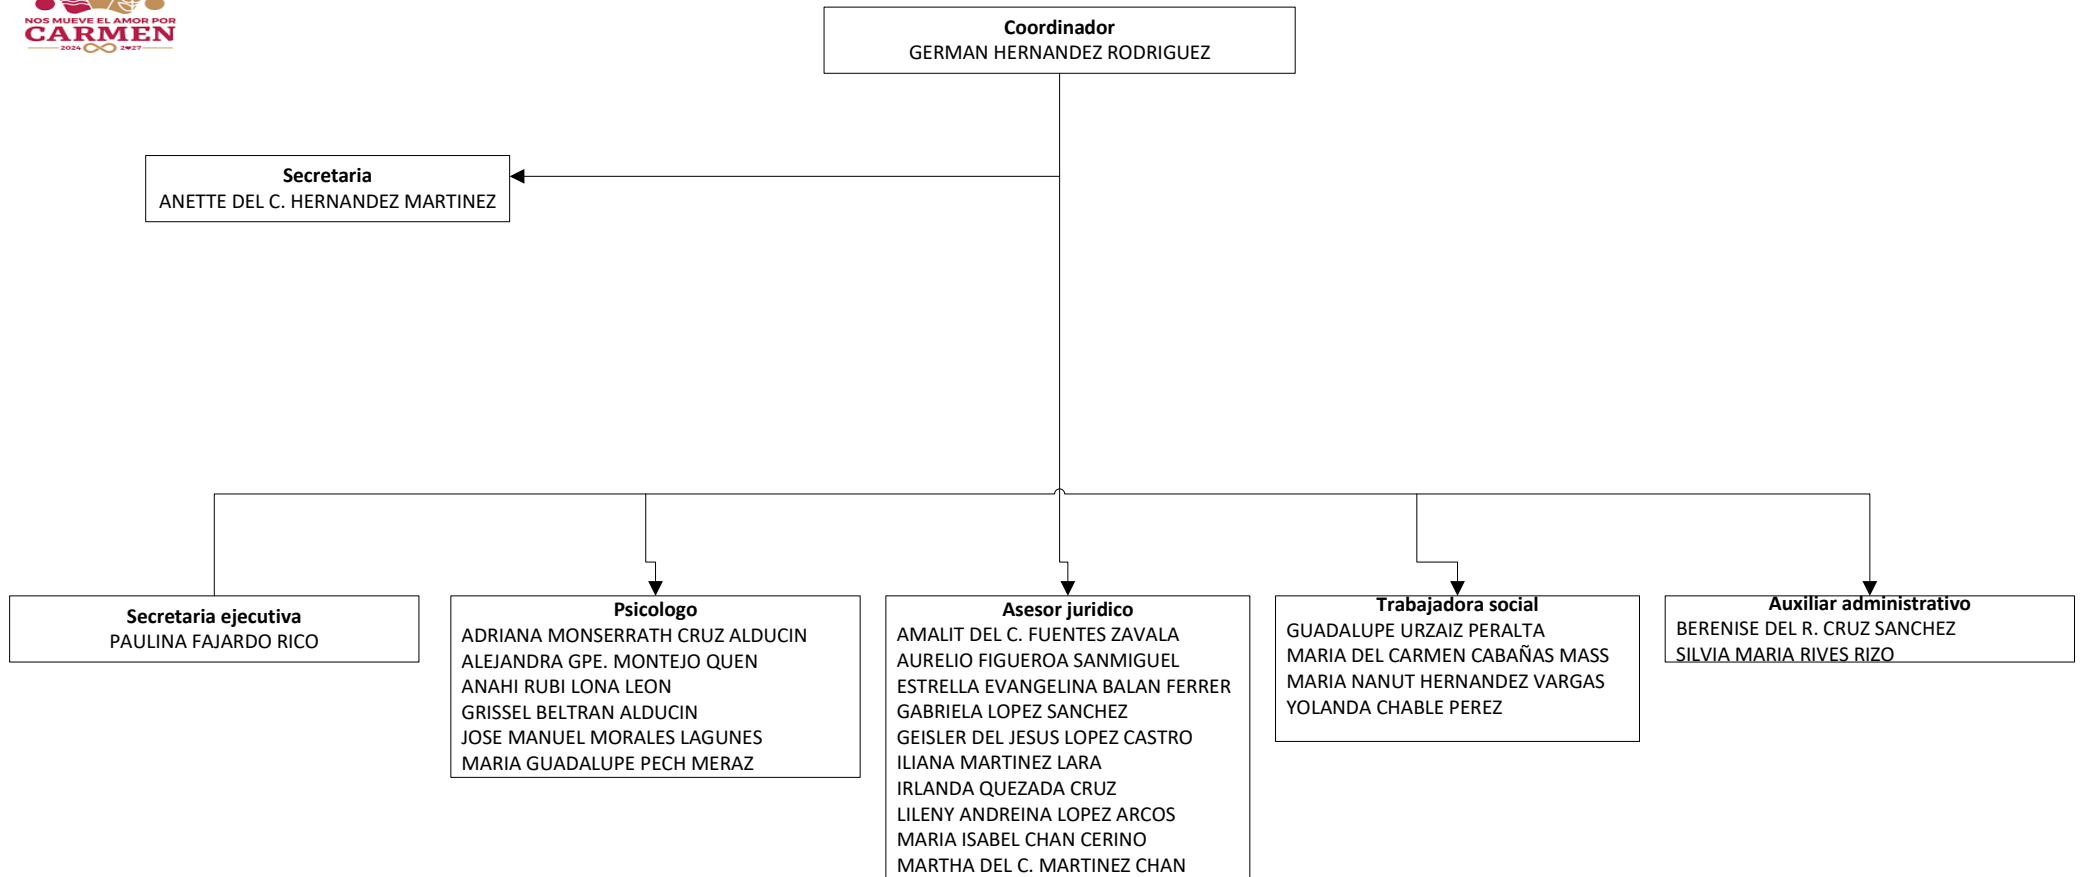 NOS MUEVE EL AMOR POR
CARMEN
2024 2027
Coordinador
GERMAN HERNANDEZ RODRIGUEZ
Secretaria
ANETTE DEL C. HERNANDEZ MARTINEZ
Secretaria ejecutiva
PAULINA FAJARDO RICO
Psicologo
ADRIANA MONSERRATH CRUZ ALDUCIN
ALEJANDRA GPE. MONTEJO QUEN
ANAHI RUBI LONA LEON
GRISSEL BELTRAN ALDUCIN
JOSE MANUEL MORALES LAGUNES
MARIA GUADALUPE PECH MERAZ
Asesor juridico
AMALIT DEL C. FUENTES ZAVALA
AURELIO FIGUEROA SANMIGUEL
ESTRELLA EVANGELINA BALAN FERRER
GABRIELA LOPEZ SANCHEZ
GEISLER DEL JESUS LOPEZ CASTRO
ILIANA MARTINEZ LARA
IRLANDA QUEZADA CRUZ
LILENY ANDREINA LOPEZ ARCOS
MARIA ISABEL CHAN CERINO
MARTHA DEL C. MARTINEZ CHAN
Trabajadora social
GUADALUPE URZAIZ PERALTA
MARIA DEL CARMEN CABAÑAS MASS
MARIA NANUT HERNANDEZ VARGAS
YOLANDA CHABLE PEREZ
Auxiliar administrativo
BERENISE DEL R. CRUZ SANCHEZ
SILVIA MARIA RIVES RIZO